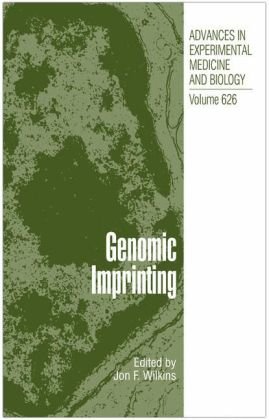 ADVANCES IN
EXPERIMENTAL
MEDICINE
AND BIOLOGY
Volume 626
Genomic
Imprinting
Edited by
Jon F. Wilkins